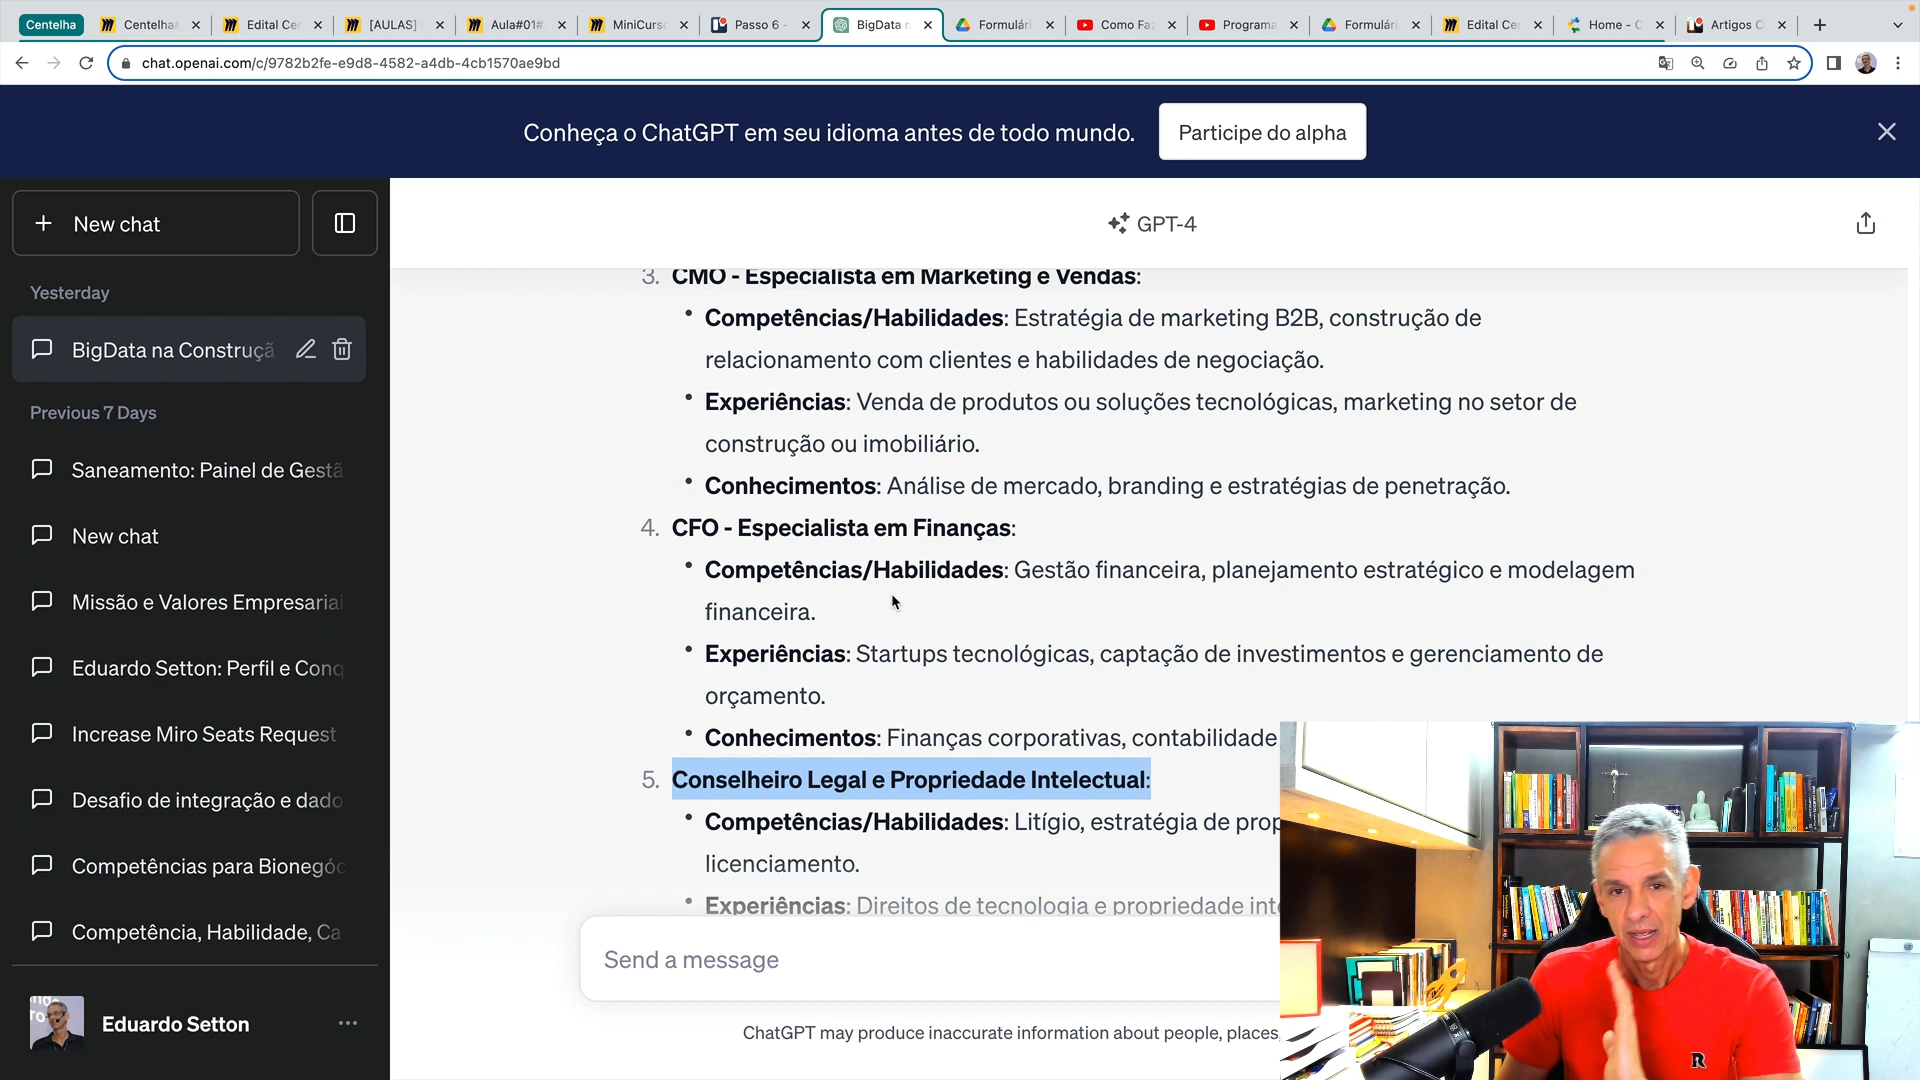 Centelha
Centelha
Edital Ce
[AULAS]
Aula#01
MiniCurs
Passo 6 -
BigData n
Formulári
Como Fa
Programa
Formulári
Edital Ce
Home - C
Artigos C
chat.openai.com/c/9782b2fe-e9d8-4582-a4db-4cb1570ae9bd
Conheça o ChatGPT em seu idioma antes de todo mundo.
Participe do alpha
New chat
GPT-4
Yesterday
BigData na Construçã
Previous 7 Days
Saneamento: Painel de Gestã
New chat
Missão e Valores Empresariai
Eduardo Setton: Perfil e Conq
Increase Miro Seats Request
Desafio de integração e dado
Competências para Bionegóc
Competência, Habilidade, Ca
Eduardo Setton
3. CMO - Especialista em Marketing e Vendas:
• Competências/Habilidades: Estratégia de marketing B2B, construção de
relacionamento com clientes e habilidades de negociação.
• Experiências: Venda de produtos ou soluções tecnológicas, marketing no setor de
construção ou imobiliário.
• Conhecimentos: Análise de mercado, branding e estratégias de penetração.
4. CFO - Especialista em Finanças:
• Competências/Habilidades: Gestão financeira, planejamento estratégico e modelagem
financeira.
• Experiências: Startups tecnológicas, captação de investimentos e gerenciamento de
orçamento.
• Conhecimentos: Finanças corporativas, contabilidade
5. Conselheiro Legal e Propriedade Intelectual:
• Competências/Habilidades: Litígio, estratégia de prop
licenciamento.
• Experiências: Direitos de tecnologia e propriedade inte
Send a message
ChatGPT may produce inaccurate information about people, places,
R